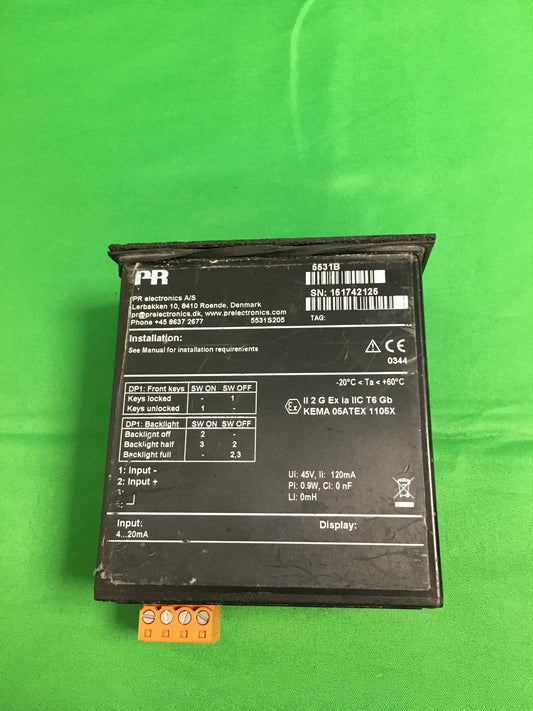 PR
5531B
PR electronics A/S
Lerbakken 10, 8410 Roende, Denmark
pr@prelectronics.dk, www.prelectronics.com
Phone +45 8637 2677
5531S205
SN: 151742125
TAG:
Installation:
See Manual for installation requirements
CE
0344
-20°C < Ta < +60°C
DP1: Front keys SW ON SW OFF
Keys locked - 1
Keys unlocked 1 -
Ex II 2 G Ex ia IIC T6 Gb
KEMA 05ATEX 1105X
DP1: Backlight SW ON SW OFF
Backlight off 2 -
Backlight half 3 2
Backlight full - 2,3
1: Input -
2: Input +
3:
4:
Ui: 45V, Ii: 120mA
Pi: 0.9W, Ci: 0 nF
Li: 0mH
Input:
4...20mA
Display: